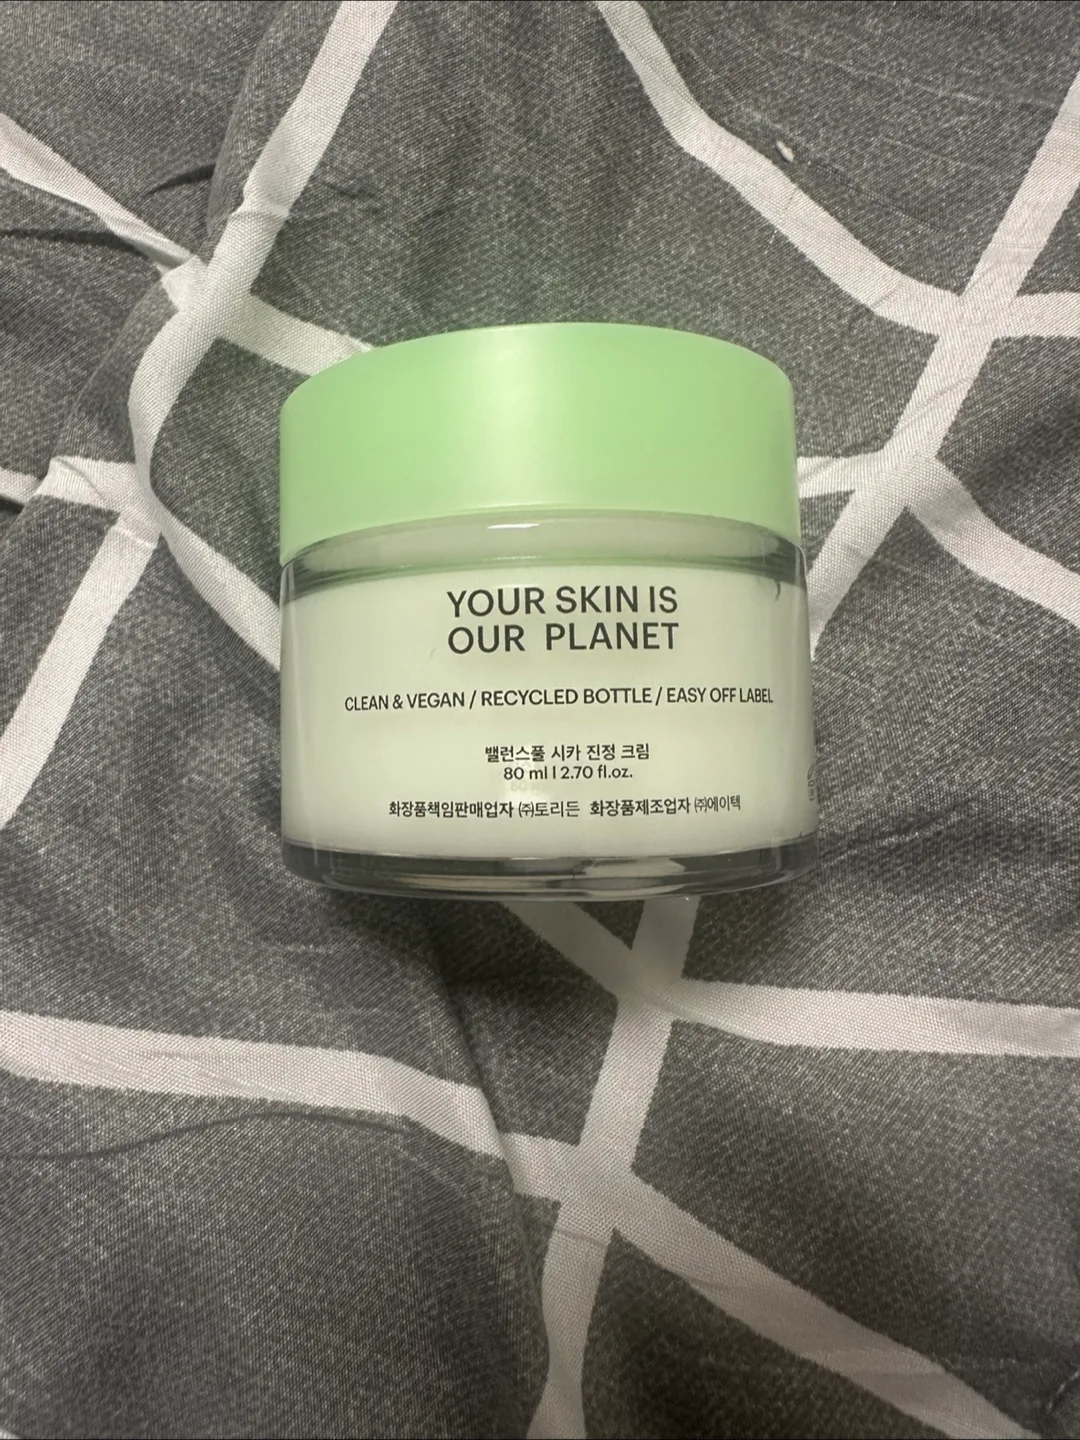 YOUR SKIN IS
OUR PLANET
CLEAN & VEGAN / RECYCLED BOTTLE / EASY OFF LABEL
밸런스풀 시카 진정 크림
80 ml l 2.70 fl.oz.
화장품책임판매업자 ㈜토리든 화장품제조업자 ㈜에이텍